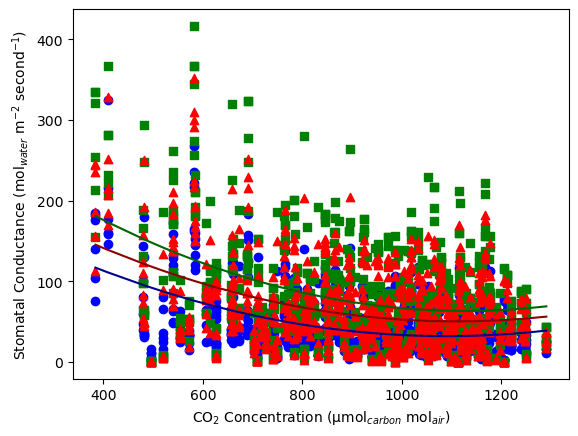 400
300
200
100
0
Stomatal Conductance (mol_water m⁻² second⁻¹)
400 600 800 1000 1200
CO₂ Concentration (μmol_carbon mol_air)